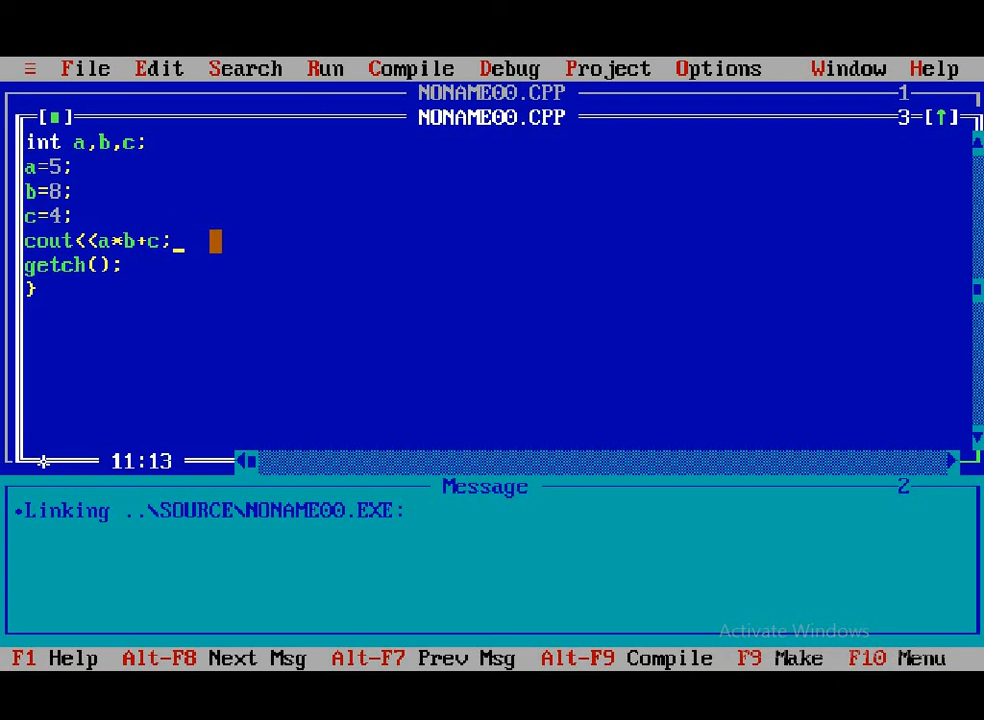 ≡ File Edit Search Run Compile Debug Project Options Window Help
NONAME00.CPP 1
[■] NONAME00.CPP 3=[↑]
int a,b,c;
a=5;
b=8;
c=4;
cout<<a*b+c;_
getch();
}
11:13
Message 2
•Linking ..\SOURCE\NONAME00.EXE:
Activate Windows
F1 Help Alt-F8 Next Msg Alt-F7 Prev Msg Alt-F9 Compile F9 Make F10 Menu